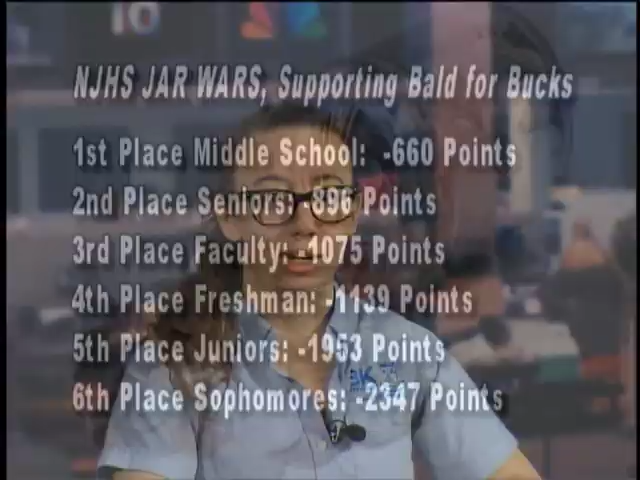 10
NJHS JAR WARS, Supporting Bald for Bucks
1st Place Middle School: -660 Points
2nd Place Seniors: -896 Points
3rd Place Faculty: -1075 Points
4th Place Freshman: -1139 Points
5th Place Juniors: -1953 Points
6th Place Sophomores: -2347 Points